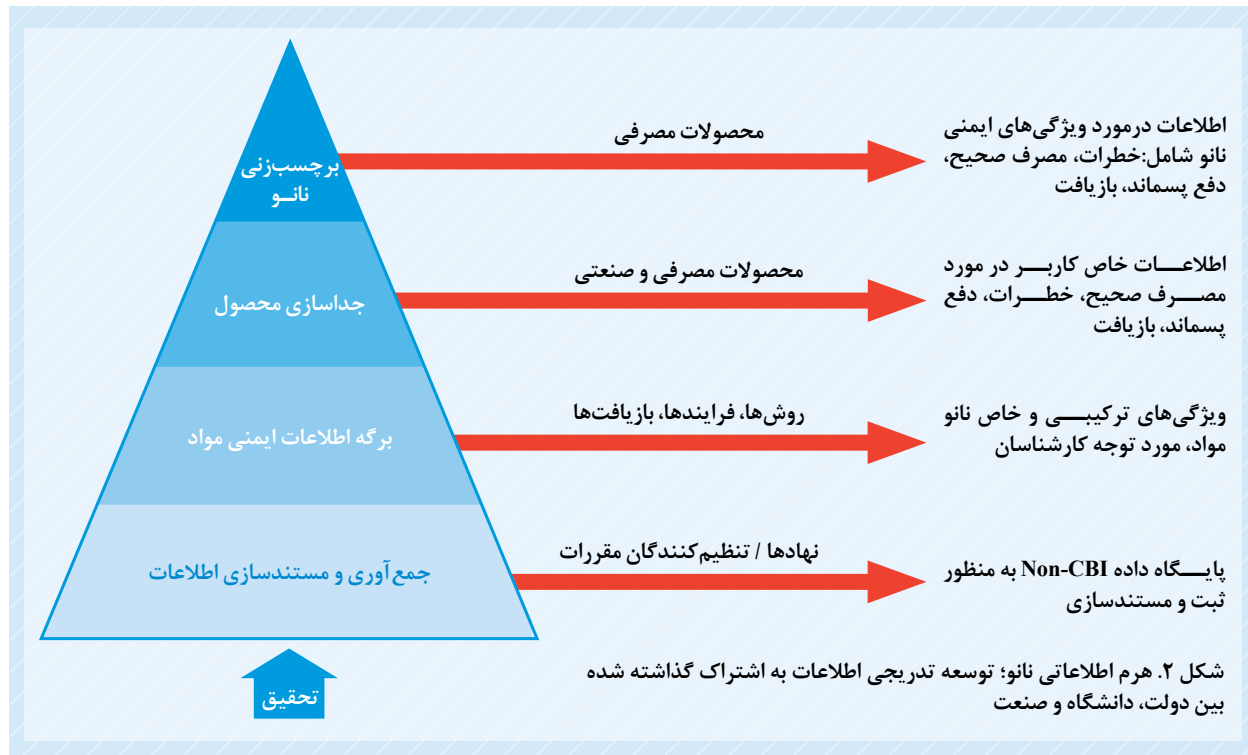 برچسب‌زنی
نانــو
محصولات مصرفی
اطلاعات درمورد ویژگی‌های ایمنی
نانو شامل:خطرات، مصرف صحیح،
دفع پسماند، بازیافت
جداسازی محصول
محصولات مصرفی و صنعتی
اطلاعـــات خاص کاربـــر در مورد
مصـــرف صحیح، خطـــرات، دفع
پسماند، بازیافت
برگه اطلاعات ایمنی مواد
روش‌ها، فرایندها، بازیافت‌ها
ویژگی‌های ترکیبـــی و خاص نانو
مواد، مورد توجه کارشناسان
جمع‌آوری و مستندسازی اطلاعات
نهادها / تنظیم‌کنندگان مقررات
پایـــگاه داده Non-CBI به منظور
ثبت و مستندسازی
تحقیق
شکل ۲. هرم اطلاعاتی نانو؛ توسعه تدریجی اطلاعات به اشتراک گذاشته شده
بین دولت، دانشگاه و صنعت